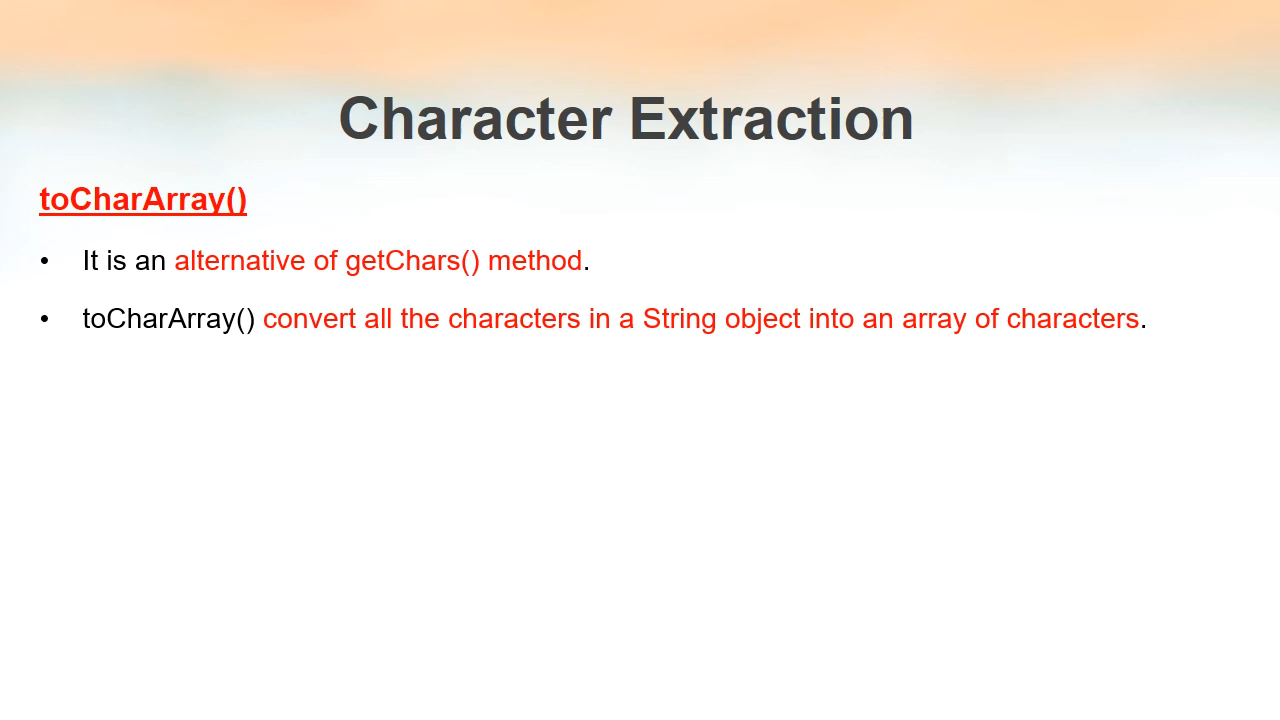 Character Extraction
toCharArray()
• It is an alternative of getChars() method.
• toCharArray() convert all the characters in a String object into an array of characters.